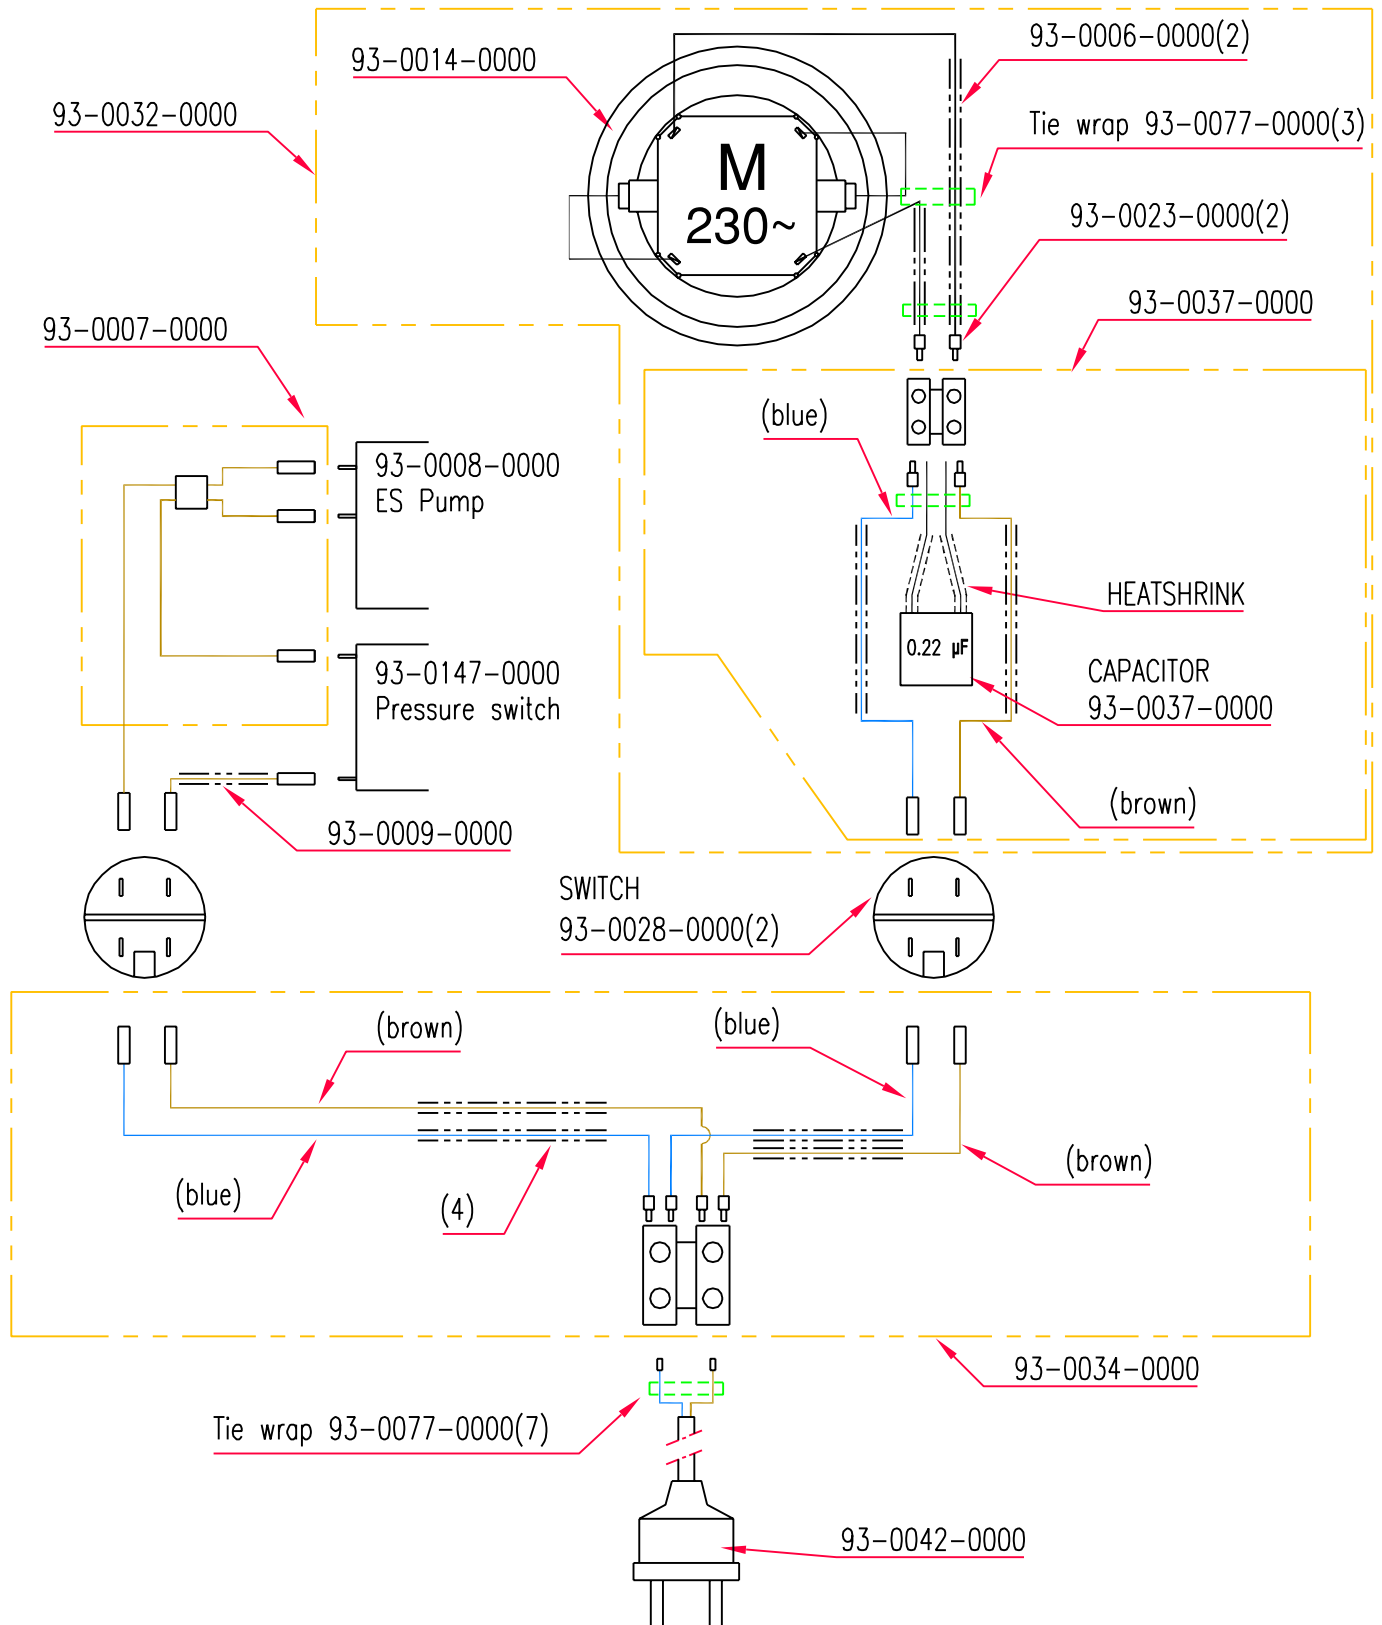 93-0006-0000(2)
93-0014-0000
93-0032-0000
Tie wrap 93-0077-0000(3)
M
230~
93-0023-0000(2)
93-0037-0000
93-0007-0000
(blue)
93-0008-0000
ES Pump
HEATSHRINK
0.22 µF
93-0147-0000
Pressure switch
CAPACITOR
93-0037-0000
(brown)
93-0009-0000
SWITCH
93-0028-0000(2)
(brown)
(blue)
(blue)
(4)
(brown)
93-0034-0000
Tie wrap 93-0077-0000(7)
93-0042-0000